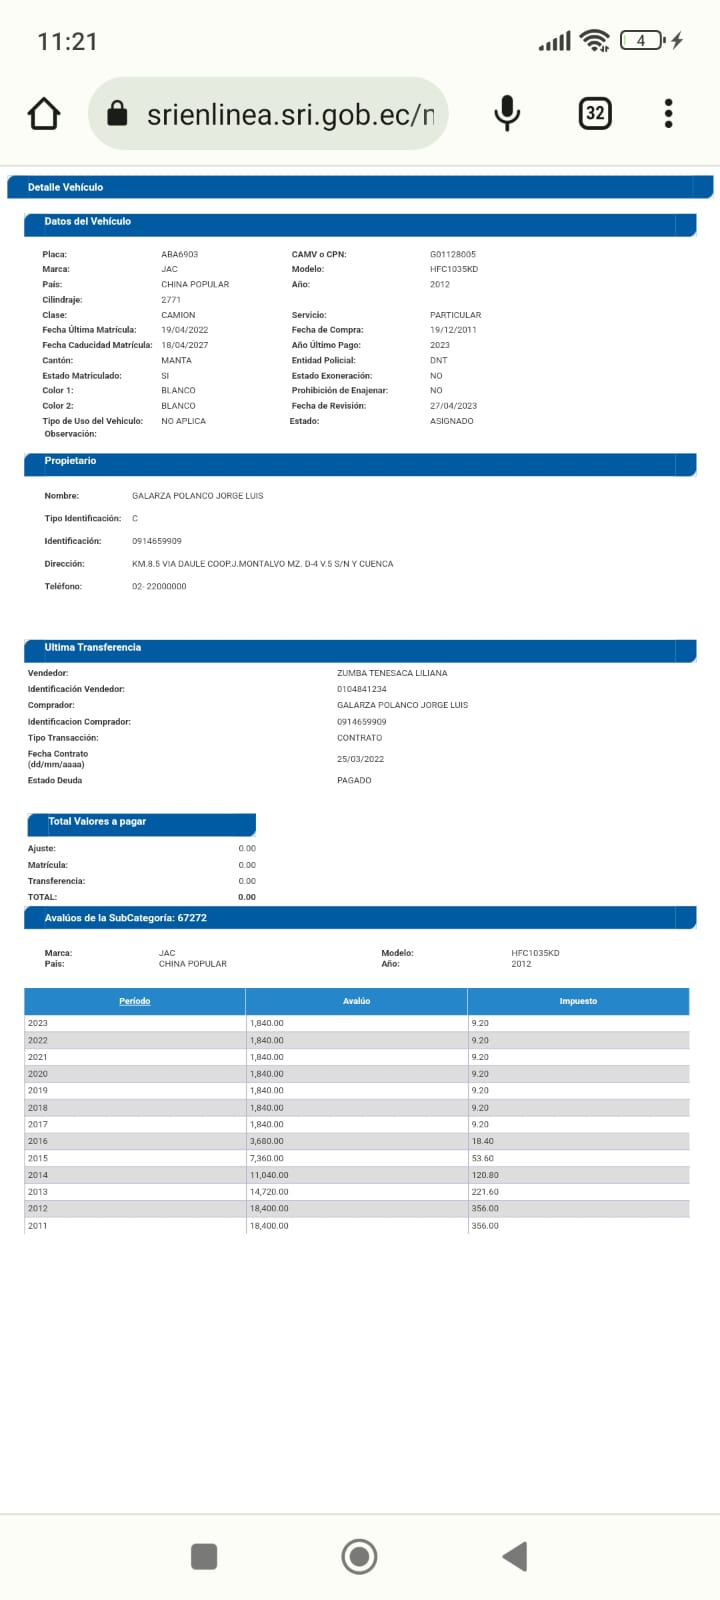 11:21
4
srienlinea.sri.gob.ec/n
32
Detalle Vehículo
Datos del Vehículo
Placa: ABA6903 CAMV o CPN: G01128005
Marca: JAC Modelo: HFC1035KD
País: CHINA POPULAR Año: 2012
Cilindraje: 2771
Clase: CAMION Servicio: PARTICULAR
Fecha Última Matrícula: 19/04/2022 Fecha de Compra: 19/12/2011
Fecha Caducidad Matrícula: 18/04/2027 Año Último Pago: 2023
Cantón: MANTA Entidad Policial: DNT
Estado Matriculado: SI Estado Exoneración: NO
Color 1: BLANCO Prohibición de Enajenar: NO
Color 2: BLANCO Fecha de Revisión: 27/04/2023
Tipo de Uso del Vehiculo: NO APLICA Estado: ASIGNADO
Observación:
Propietario
Nombre: GALARZA POLANCO JORGE LUIS
Tipo Identificación: C
Identificación: 0914659909
Dirección: KM.8.5 VIA DAULE COOP.J.MONTALVO MZ. D-4 V.5 S/N Y CUENCA
Teléfono: 02- 22000000
Ultima Transferencia
Vendedor: ZUMBA TENESACA LILIANA
Identificación Vendedor: 0104841234
Comprador: GALARZA POLANCO JORGE LUIS
Identificacion Comprador: 0914659909
Tipo Transacción: CONTRATO
Fecha Contrato
(dd/mm/aaaa) 25/03/2022
Estado Deuda PAGADO
Total Valores a pagar
Ajuste: 0.00
Matrícula: 0.00
Transferencia: 0.00
TOTAL: 0.00
Avalúos de la SubCategoría: 67272
Marca: JAC Modelo: HFC1035KD
País: CHINA POPULAR Año: 2012
Período Avalúo Impuesto
2023 1,840.00 9.20
2022 1,840.00 9.20
2021 1,840.00 9.20
2020 1,840.00 9.20
2019 1,840.00 9.20
2018 1,840.00 9.20
2017 1,840.00 9.20
2016 3,680.00 18.40
2015 7,360.00 53.60
2014 11,040.00 120.80
2013 14,720.00 221.60
2012 18,400.00 356.00
2011 18,400.00 356.00